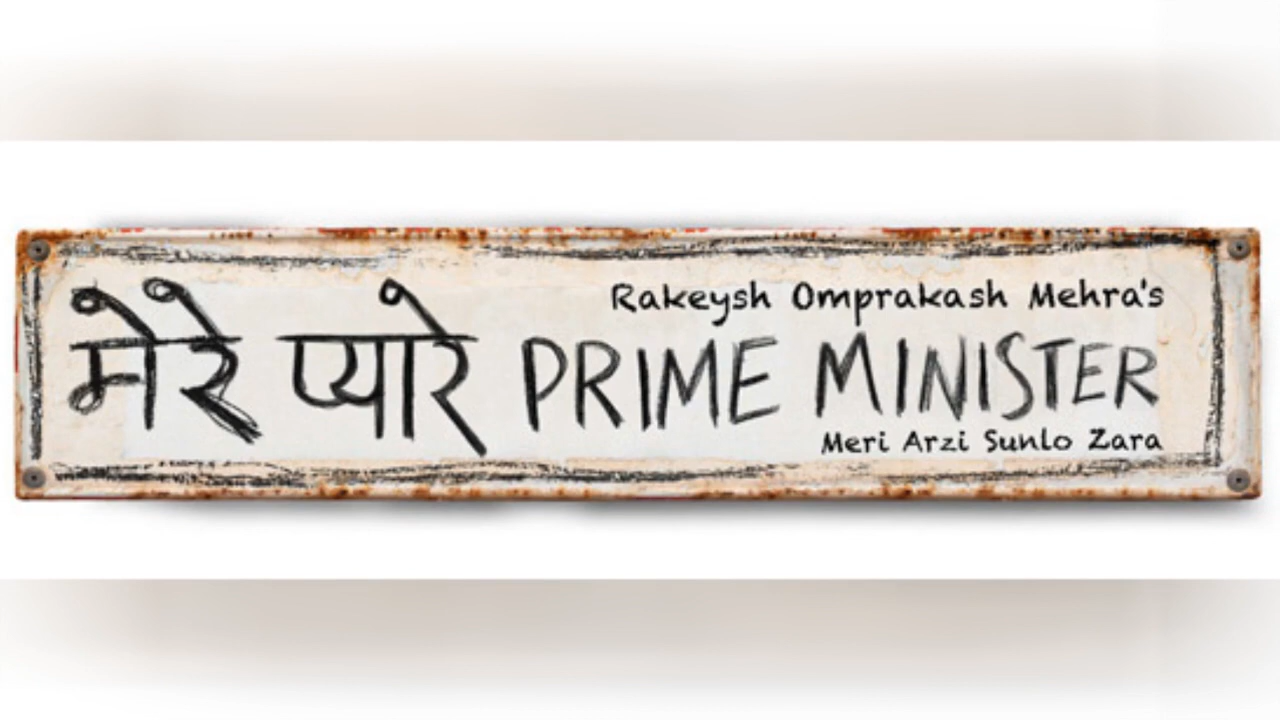 Rakeysh Omprakash Mehra's
मेरे प्यारे PRIME MINISTER
Meri Arzi Sunlo Zara